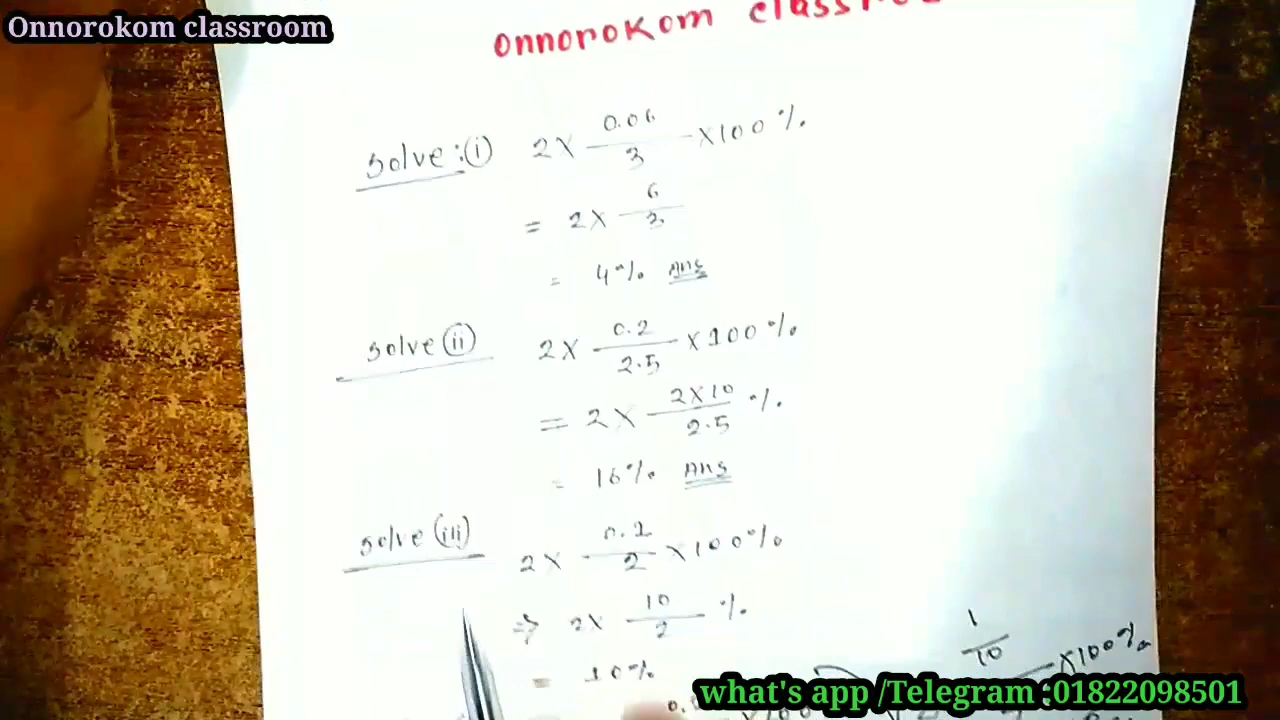 Onnorokom classroom
onnorokom
solve : (i) 2 × 0.06/3 × 100 %
= 2 × 6/3
= 4% Ans
solve (ii) 2 × 0.2/2.5 × 100 %
= 2 × 2×10/2.5 %
= 16% Ans
solve (iii) 2 × 0.1/2 × 100 %
⇒ 2 × 10/2 %
= 10%
1/10 × 100 %
what's app /Telegram :01822098501